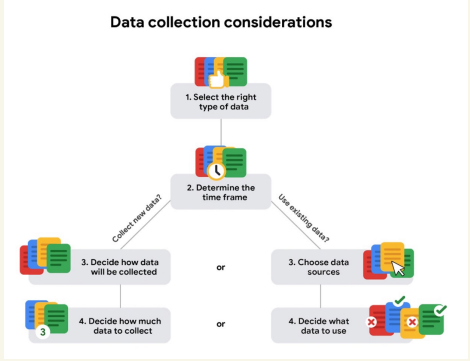 Data collection considerations
1. Select the right
type of data
2. Determine the
time frame
Collect new data?
Use existing data?
3. Decide how data
will be collected
or
3. Choose data
sources
3
4. Decide how much
data to collect
or
4. Decide what
data to use